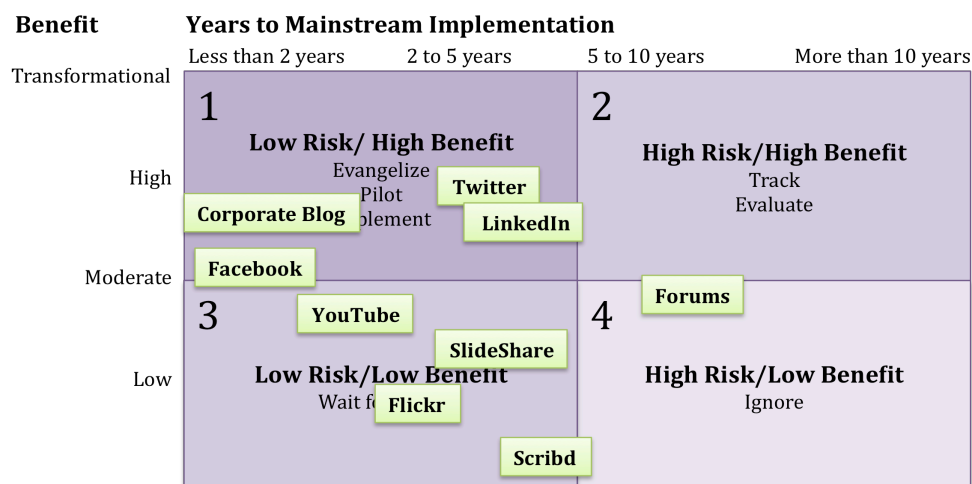 Benefit
Years to Mainstream Implementation
Less than 2 years
2 to 5 years
5 to 10 years
More than 10 years
Transformational
High
Moderate
Low
1
Low Risk/ High Benefit
Evangelize
Pilot
Twitter
LinkedIn
Corporate Blog
Facebook
2
High Risk/High Benefit
Track
Evaluate
3
YouTube
SlideShare
Low Risk/Low Benefit
Wait
Flickr
Scribd
4
Forums
High Risk/Low Benefit
Ignore